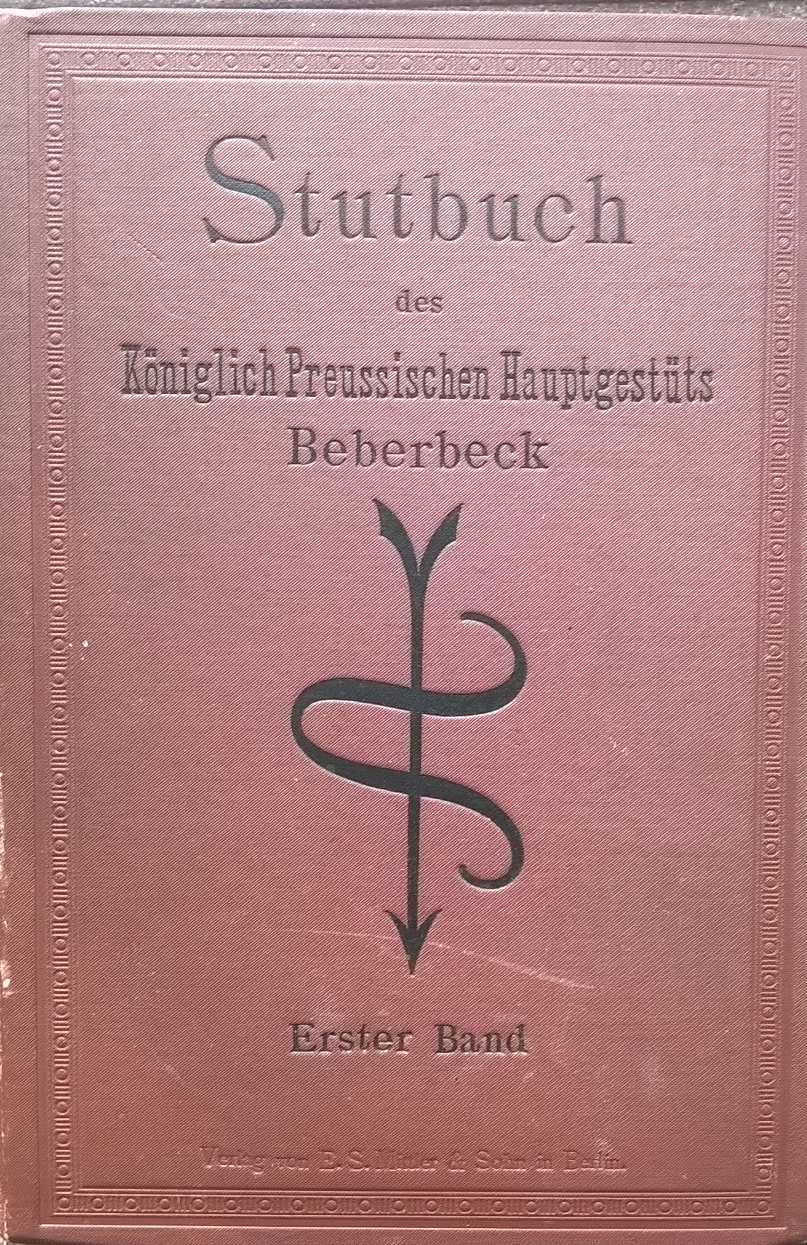 Stutbuch
des
Königlich Preussischen Hauptgestüts
Beberbeck
Erster Band
Verlag von E. S. Mittler & Sohn in Berlin.